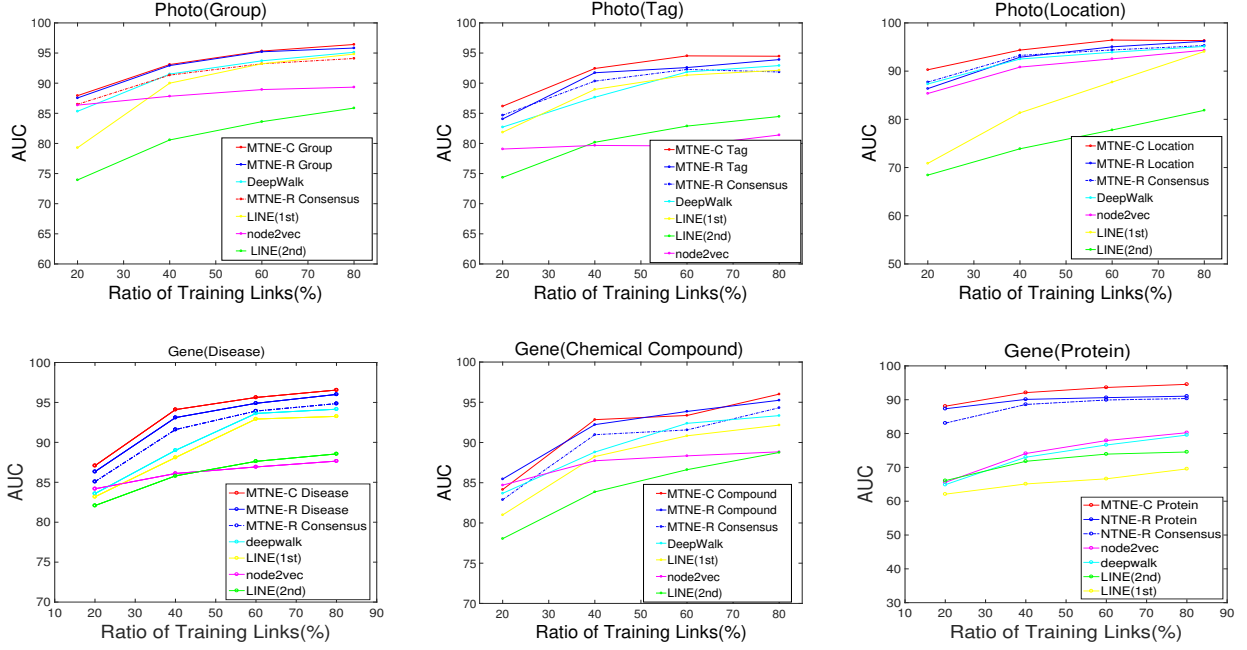 Photo(Group)
100
95
90
85
80
75
70
65
60
AUC
20 30 40 50 60 70 80
Ratio of Training Links(%)
MTNE-C Group
MTNE-R Group
DeepWalk
MTNE-R Consensus
LINE(1st)
node2vec
LINE(2nd)
Photo(Tag)
100
95
90
85
80
75
70
65
60
AUC
20 30 40 50 60 70 80
Ratio of Training Links(%)
MTNE-C Tag
MTNE-R Tag
MTNE-R Consensus
DeepWalk
LINE(1st)
LINE(2nd)
node2vec
Photo(Location)
100
90
80
70
60
50
AUC
20 30 40 50 60 70 80
Ratio of Training Links(%)
MTNE-C Location
MTNE-R Location
MTNE-R Consensus
DeepWalk
node2vec
LINE(1st)
LINE(2nd)
Gene(Disease)
100
95
90
85
80
75
70
AUC
10 20 30 40 50 60 70 80 90
Ratio of Training Links(%)
MTNE-C Disease
MTNE-R Disease
MTNE-R Consensus
deepwalk
LINE(1st)
node2vec
LINE(2nd)
Gene(Chemical Compound)
100
95
90
85
80
75
70
AUC
20 30 40 50 60 70 80
Ratio of Training Links(%)
MTNE-C Compound
MTNE-R Compound
MTNE-R Consensus
DeepWalk
LINE(1st)
node2vec
LINE(2nd)
Gene(Protein)
100
90
80
70
60
50
40
30
AUC
10 20 30 40 50 60 70 80 90
Ratio of Training Links(%)
MTNE-C Protein
NTNE-R Protein
NTNE-R Consensus
node2vec
deepwalk
LINE(2nd)
LINE(1st)